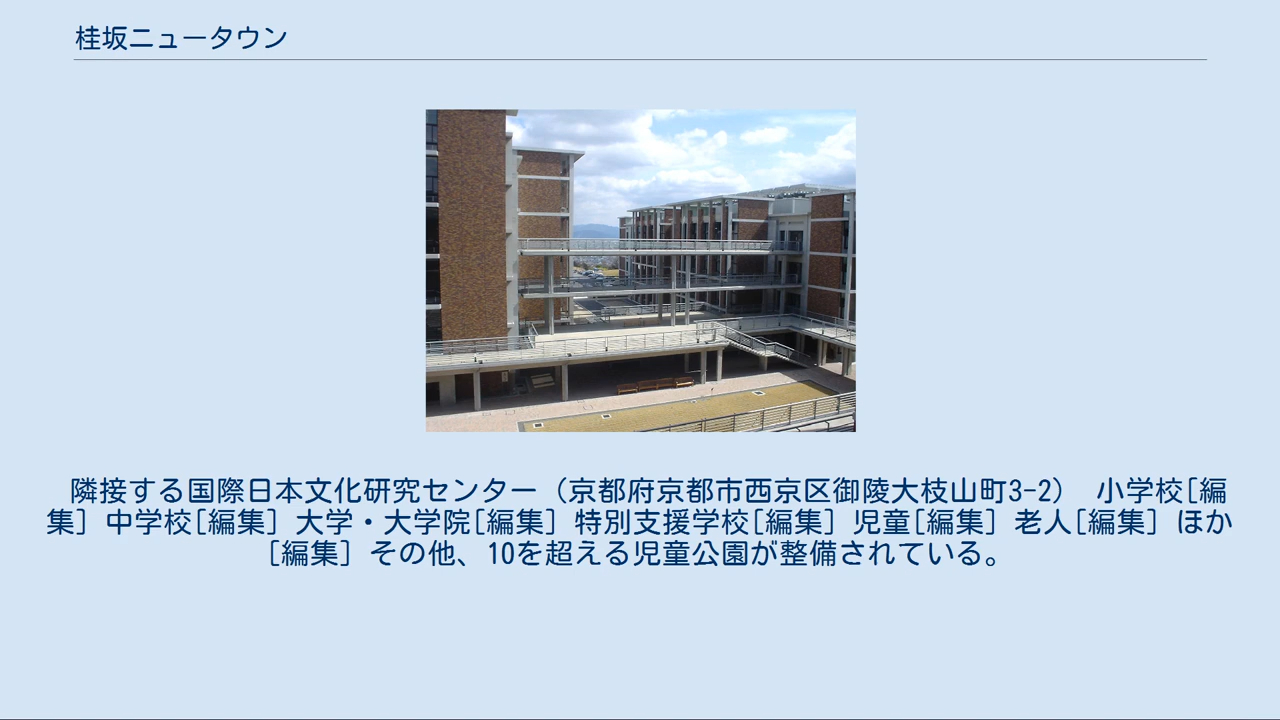 桂坂ニュータウン
隣接する国際日本文化研究センター（京都府京都市西京区御陵大枝山町3-2） 小学校[編
集] 中学校[編集] 大学・大学院[編集] 特別支援学校[編集] 児童[編集] 老人[編集] ほか
[編集] その他、10を超える児童公園が整備されている。